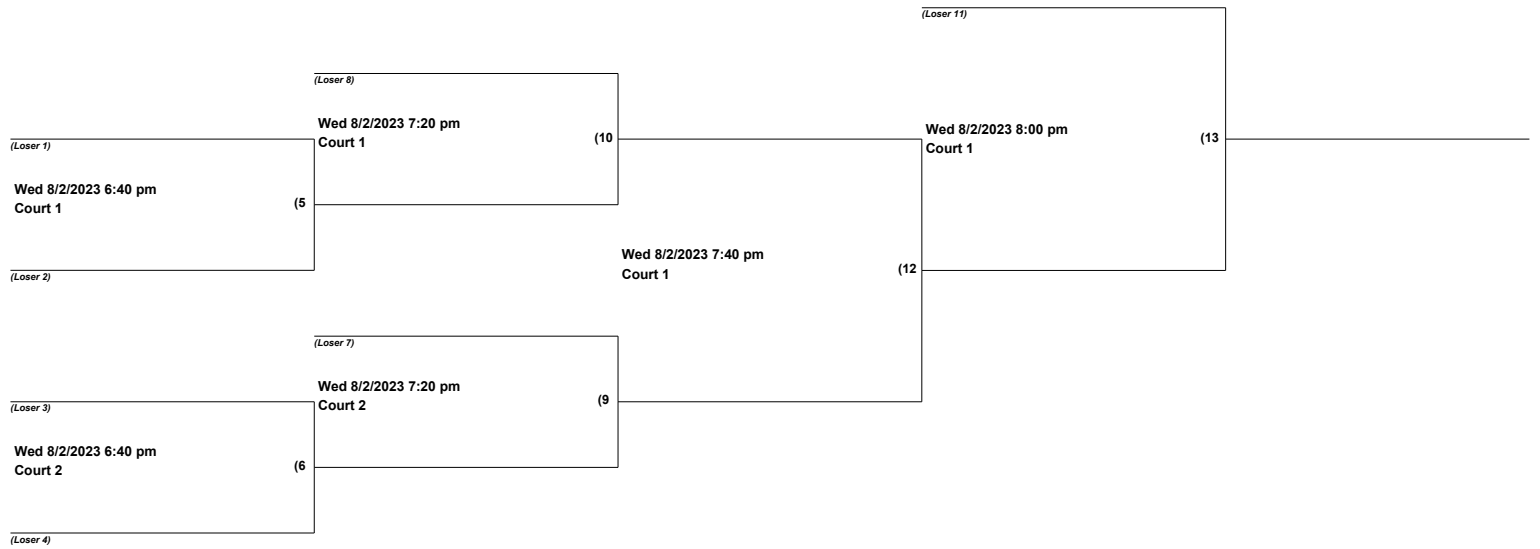 (Loser 11)
(Loser 8)
Wed 8/2/2023 7:20 pm
Court 1
(10
Wed 8/2/2023 8:00 pm
Court 1
(13
(Loser 1)
Wed 8/2/2023 6:40 pm
Court 1
(5
(Loser 2)
Wed 8/2/2023 7:40 pm
Court 1
(12
(Loser 7)
Wed 8/2/2023 7:20 pm
Court 2
(9
(Loser 3)
Wed 8/2/2023 6:40 pm
Court 2
(6
(Loser 4)